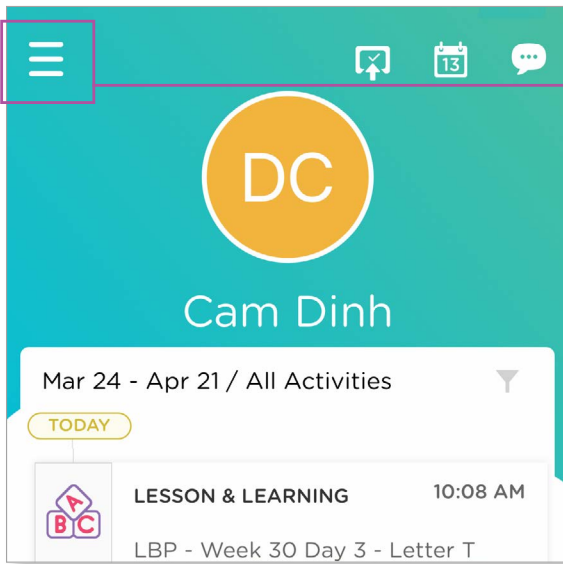 13
DC
Cam Dinh
Mar 24 - Apr 21 / All Activities
TODAY
A
B C
LESSON & LEARNING 10:08 AM
LBP - Week 30 Day 3 - Letter T